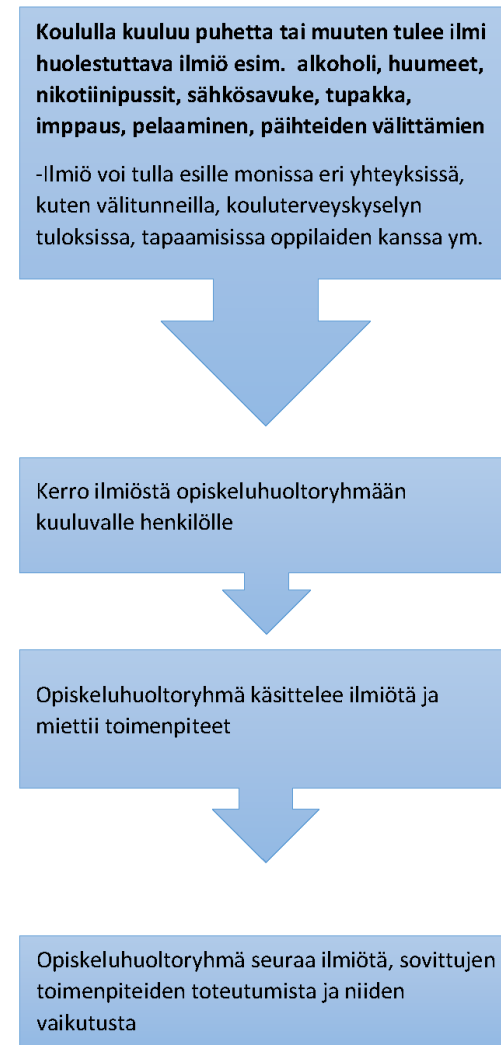 Koululla kuuluu puhetta tai muuten tulee ilmi
huolestuttava ilmiö esim. alkoholi, huumeet,
nikotiinipussit, sähkösavuke, tupakka,
imppaus, pelaaminen, päihteiden välittämien
-Ilmiö voi tulla esille monissa eri yhteyksissä,
kuten välitunneilla, kouluterveyskyselyn
tuloksissa, tapaamisissa oppilaiden kanssa ym.
Kerro ilmiöstä opiskeluhuoltoryhmään
kuuluvalle henkilölle
Opiskeluhuoltoryhmä käsittelee ilmiötä ja
miettii toimenpiteet
Opiskeluhuoltoryhmä seuraa ilmiötä, sovittujen
toimenpiteiden toteutumista ja niiden
vaikutusta